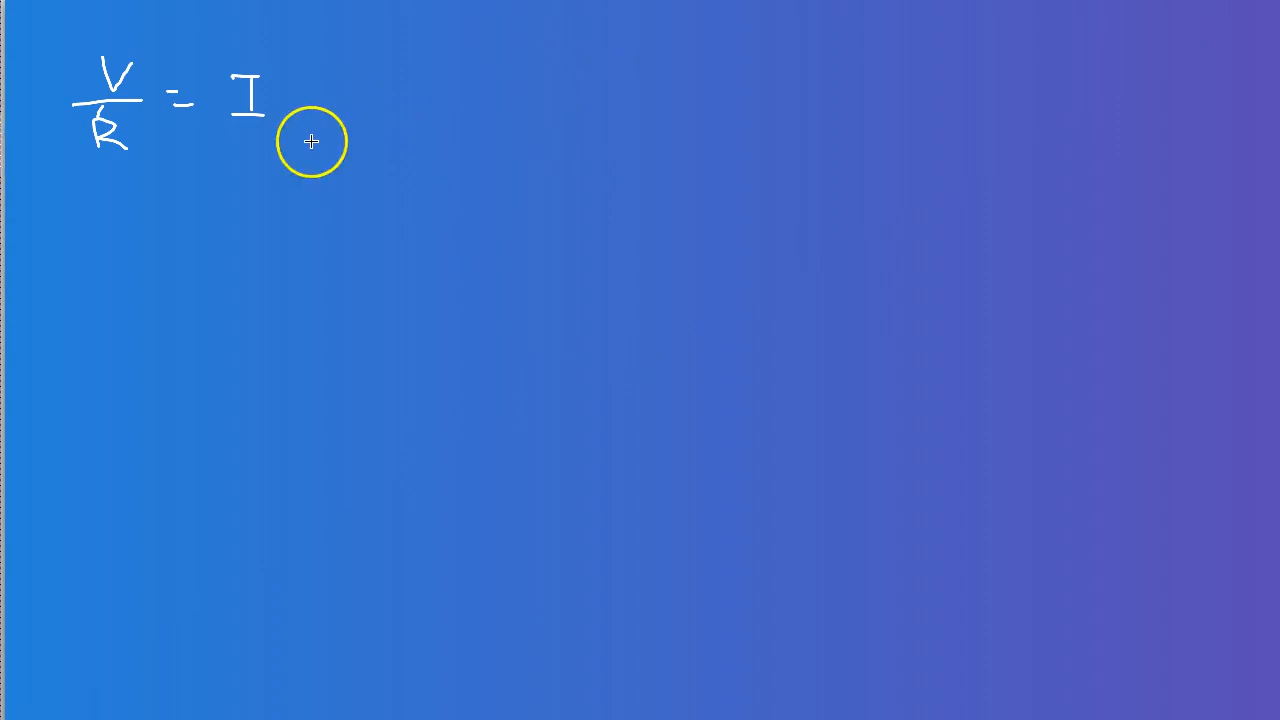 V/R = I